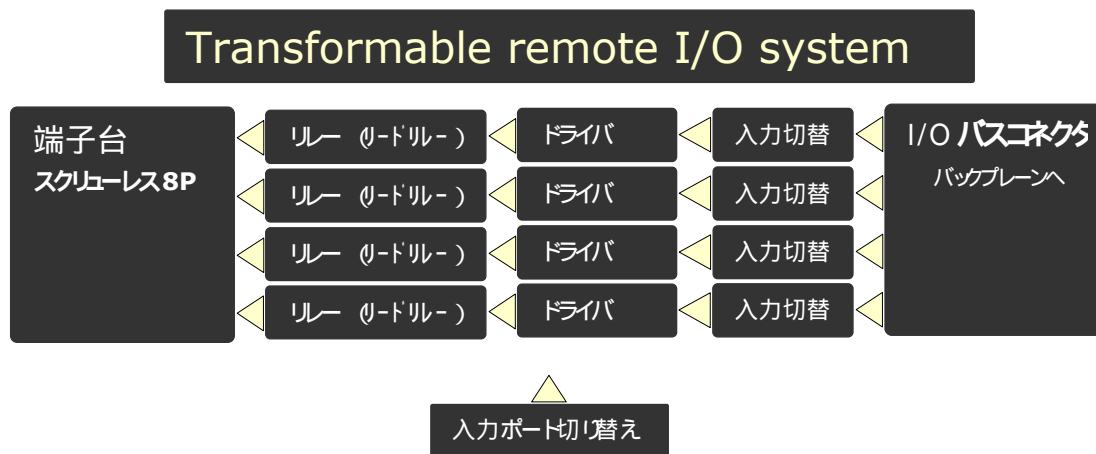 Transformable remote I/O system
端子台
スクリューレス8P
リレー (ﾘｰﾄﾞﾘﾚｰ)
ドライバ
入力切替
I/O バスコネクタ
バックプレーンへ
リレー (ﾘｰﾄﾞﾘﾚｰ)
ドライバ
入力切替
リレー (ﾘｰﾄﾞﾘﾚｰ)
ドライバ
入力切替
リレー (ﾘｰﾄﾞﾘﾚｰ)
ドライバ
入力切替
入力ポート切り替え